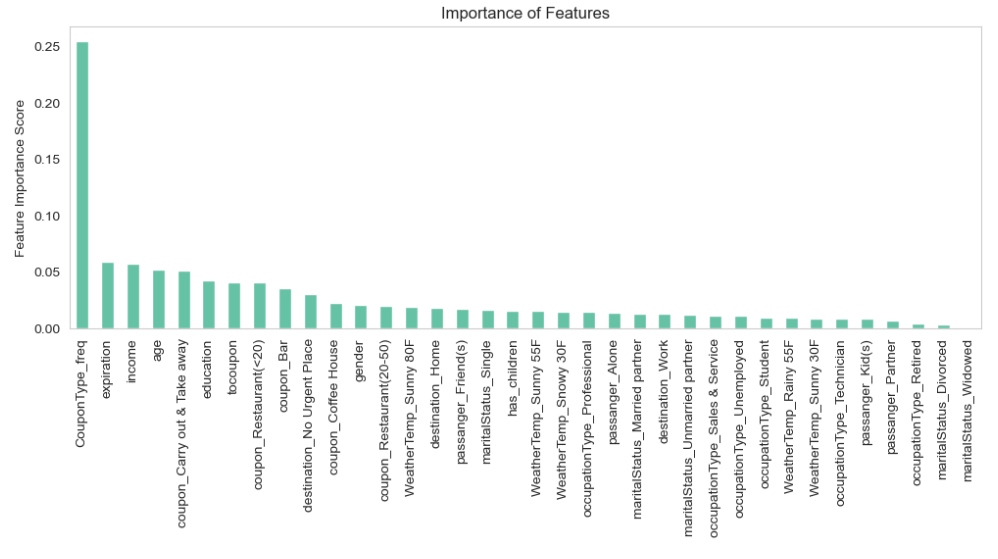 Importance of Features
Feature Importance Score
0.25
0.20
0.15
0.10
0.05
0.00
CouponType_freq
expiration
income
age
coupon_Carry out & Take away
education
tocoupon
coupon_Restaurant(<20)
coupon_Bar
destination_No Urgent Place
coupon_Coffee House
gender
coupon_Restaurant(20-50)
WeatherTemp_Sunny 80F
destination_Home
passanger_Friend(s)
maritalStatus_Single
has_children
WeatherTemp_Sunny 55F
WeatherTemp_Snowy 30F
occupationType_Professional
passanger_Alone
maritalStatus_Married partner
destination_Work
maritalStatus_Unmarried partner
occupationType_Sales & Service
occupationType_Unemployed
occupationType_Student
WeatherTemp_Rainy 55F
WeatherTemp_Sunny 30F
occupationType_Technician
passanger_Kid(s)
passanger_Partner
occupationType_Retired
maritalStatus_Divorced
maritalStatus_Widowed